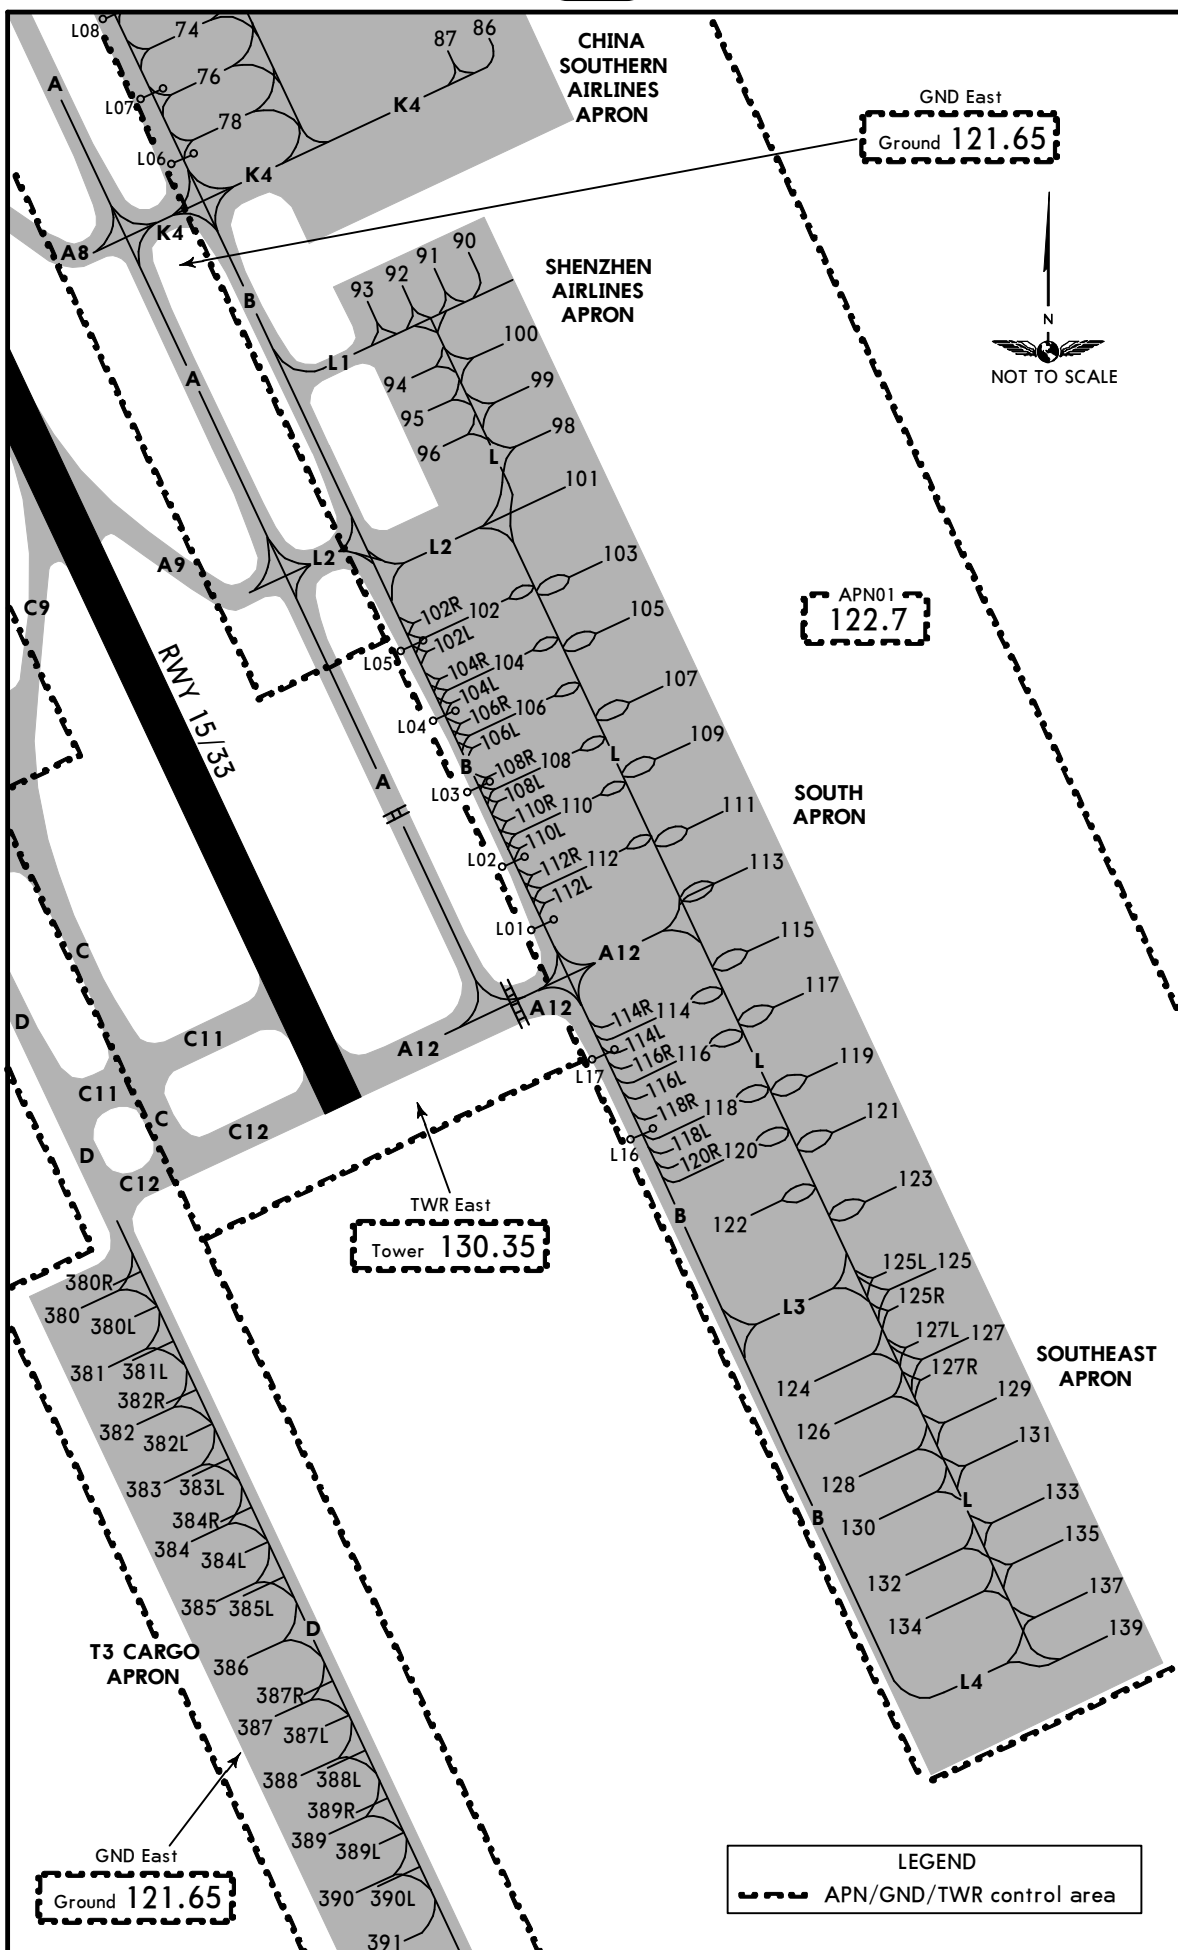 L08
74
87
86
CHINA
SOUTHERN
AIRLINES
APRON
GND East
Ground 121.65
A
76
L07
K4
78
L06
K4
K4
A8
B
SHENZHEN
AIRLINES
APRON
90
91
92
93
N
NOT TO SCALE
L1
100
A
94
99
95
98
96
L
101
L2
L2
A9
103
C9
APN01
122.7
102R
102
102L
105
L05
RWY 15/33
104R
104
104L
107
106R
106
L04
106L
109
L
B
108R
108
108L
A
L03
SOUTH
APRON
110R
110
111
110L
L02
112R
112
113
112L
L01
115
C
A12
A12
117
D
114R
114
C11
A12
114L
L
119
L17
116R
116
C11
116L
118R
118
121
C
C12
118L
D
L16
120R
120
C12
123
TWR East
Tower 130.35
B
122
380R
125L
125
380
380L
125R
L3
127L
127
SOUTHEAST
APRON
381
381L
127R
124
129
382R
126
382
382L
131
128
383
383L
133
L
B
130
384R
135
384
384L
132
137
385
385L
134
D
139
T3 CARGO
APRON
386
L4
387R
387
387L
388
388L
389R
389
389L
GND East
Ground 121.65
LEGEND
APN/GND/TWR control area
390
390L
391